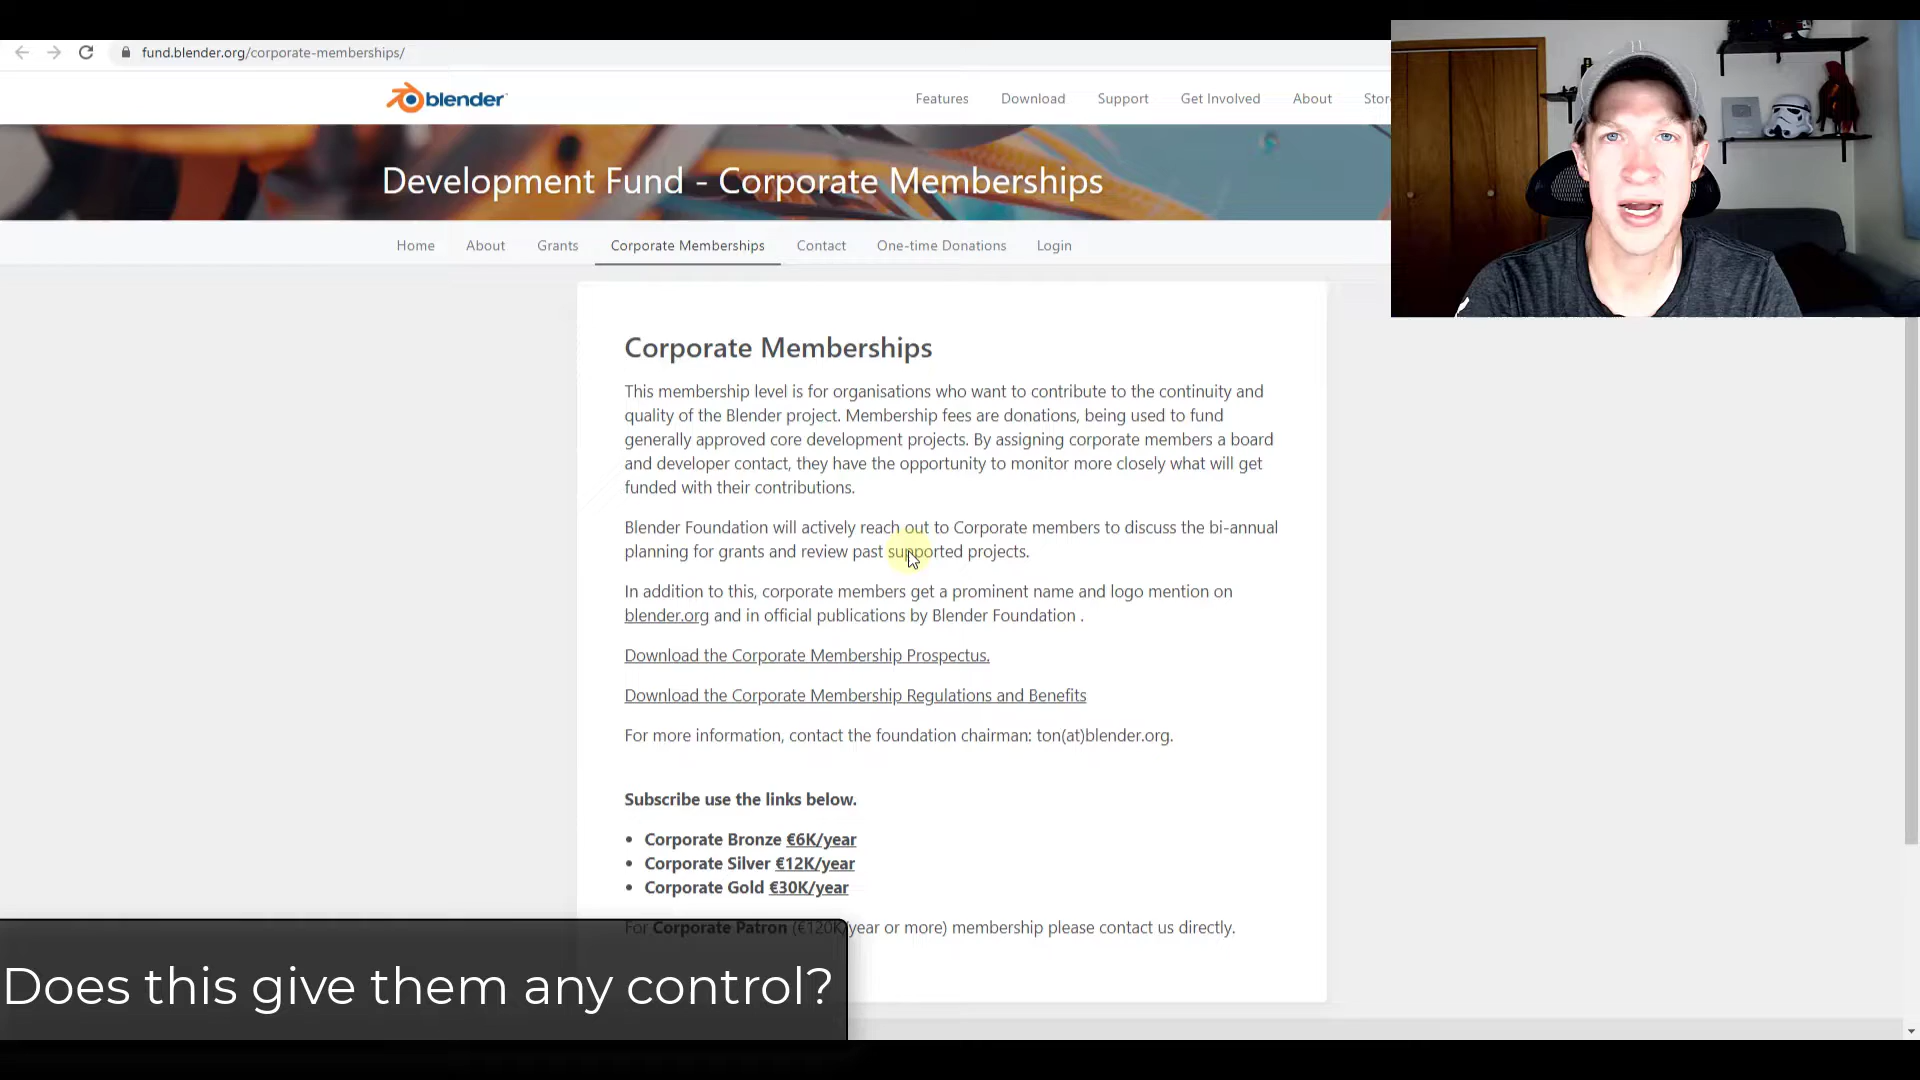 fund.blender.org/corporate-memberships/
blender
Features Download Support Get Involved About Stor
Development Fund - Corporate Memberships
Home About Grants Corporate Memberships Contact One-time Donations Login
Corporate Memberships
This membership level is for organisations who want to contribute to the continuity and
quality of the Blender project. Membership fees are donations, being used to fund
generally approved core development projects. By assigning corporate members a board
and developer contact, they have the opportunity to monitor more closely what will get
funded with their contributions.
Blender Foundation will actively reach out to Corporate members to discuss the bi-annual
planning for grants and review past supported projects.
In addition to this, corporate members get a prominent name and logo mention on
blender.org and in official publications by Blender Foundation .
Download the Corporate Membership Prospectus.
Download the Corporate Membership Regulations and Benefits
For more information, contact the foundation chairman: ton(at)blender.org.
Subscribe use the links below.
• Corporate Bronze €6K/year
• Corporate Silver €12K/year
• Corporate Gold €30K/year
For Corporate Patron (€120K/year or more) membership please contact us directly.
Does this give them any control?